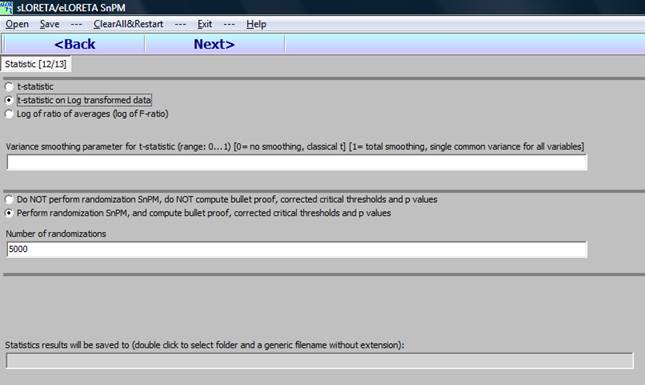 sLORETA/eLORETA SnPM
Open Save --- ClearAll&Restart --- Exit --- Help
<Back Next>
Statistic [12/13]
t-statistic
t-statistic on Log transformed data
Log of ratio of averages (log of F-ratio)
Variance smoothing parameter for t-statistic (range: 0...1) [0= no smoothing, classical t] [1= total smoothing, single common variance for all variables]
Do NOT perform randomization SnPM, do NOT compute bullet proof, corrected critical thresholds and p values
Perform randomization SnPM, and compute bullet proof, corrected critical thresholds and p values
Number of randomizations
5000
Statistics results will be saved to (double click to select folder and a generic filename without extension):